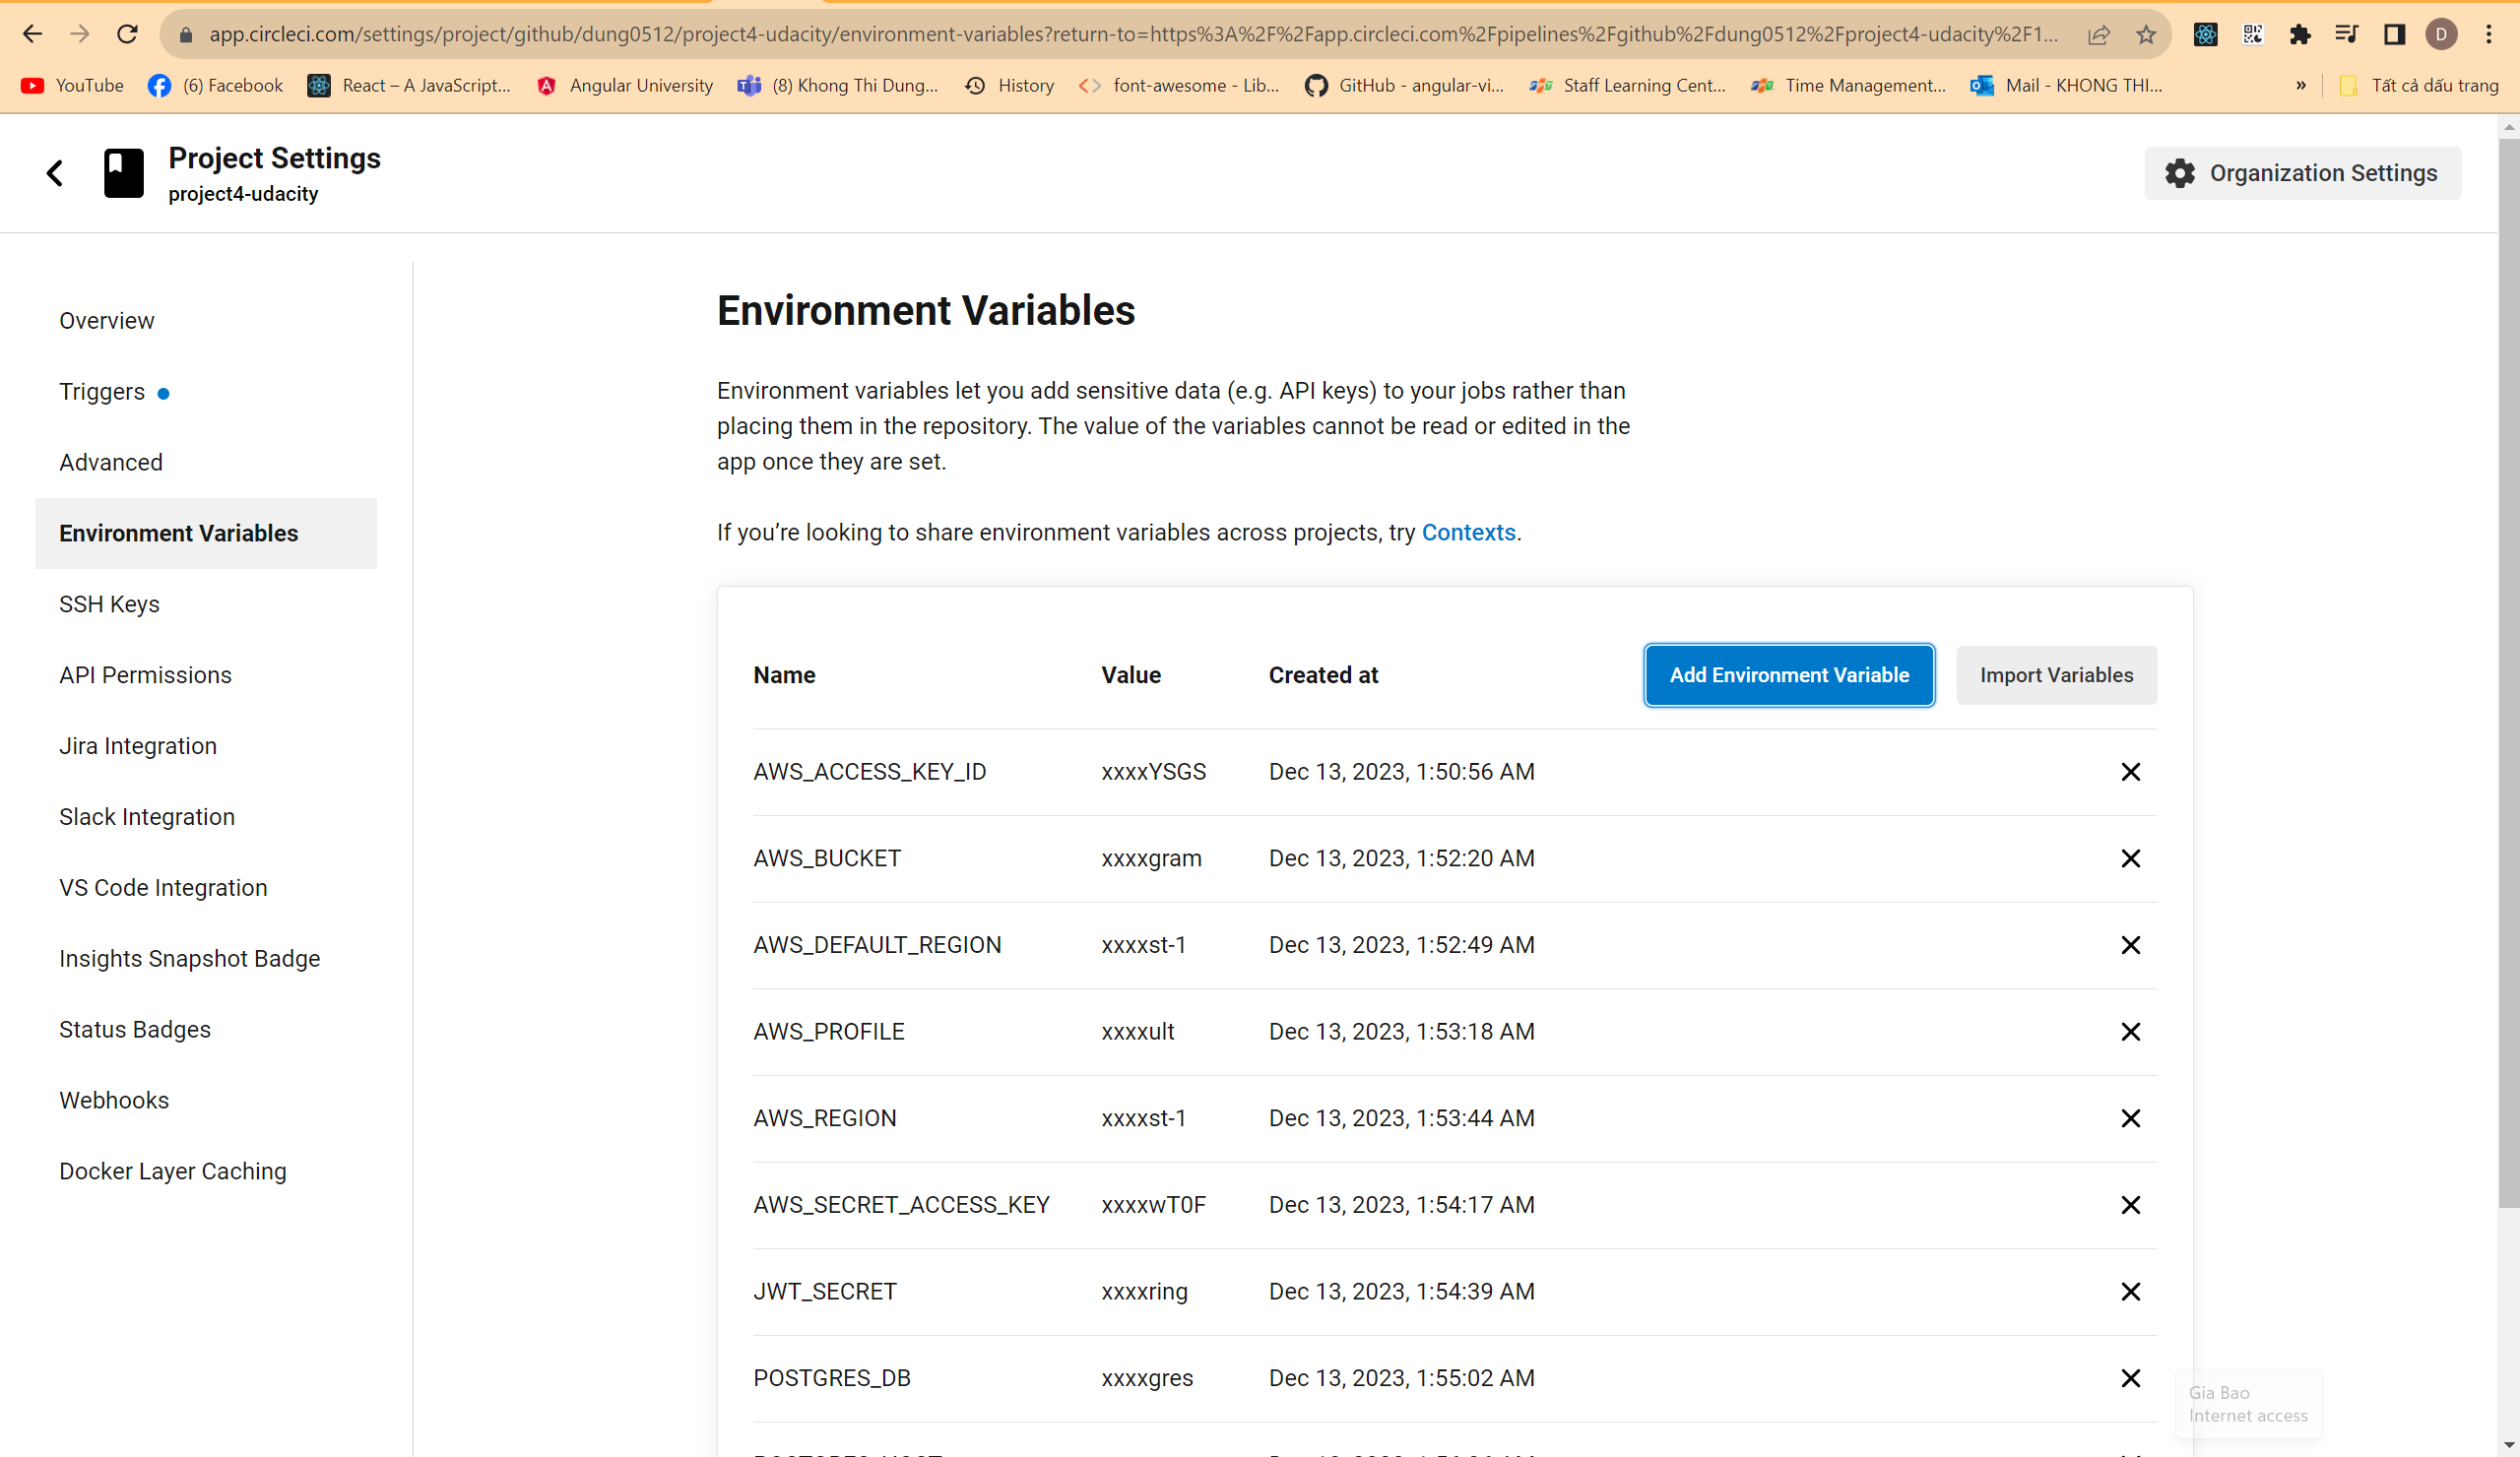 app.circleci.com/settings/project/github/dung0512/project4-udacity/environment-variables?return-to=https%3A%2F%2Fapp.circleci.com%2Fpipelines%2Fgithub%2Fdung0512%2Fproject4-udacity%2F1...
D
YouTube (6) Facebook React – A JavaScript... Angular University (8) Khong Thi Dung... History font-awesome - Lib... GitHub - angular-vi... Staff Learning Cent... Time Management... Mail - KHONG THI... » Tất cả dấu trang
Project Settings
project4-udacity
Organization Settings
Overview
Triggers
Advanced
Environment Variables
SSH Keys
API Permissions
Jira Integration
Slack Integration
VS Code Integration
Insights Snapshot Badge
Status Badges
Webhooks
Docker Layer Caching
Environment Variables
Environment variables let you add sensitive data (e.g. API keys) to your jobs rather than
placing them in the repository. The value of the variables cannot be read or edited in the
app once they are set.
If you’re looking to share environment variables across projects, try Contexts.
Name Value Created at Add Environment Variable Import Variables
AWS_ACCESS_KEY_ID xxxxYSGS Dec 13, 2023, 1:50:56 AM
AWS_BUCKET xxxxgram Dec 13, 2023, 1:52:20 AM
AWS_DEFAULT_REGION xxxxst-1 Dec 13, 2023, 1:52:49 AM
AWS_PROFILE xxxxult Dec 13, 2023, 1:53:18 AM
AWS_REGION xxxxst-1 Dec 13, 2023, 1:53:44 AM
AWS_SECRET_ACCESS_KEY xxxxwT0F Dec 13, 2023, 1:54:17 AM
JWT_SECRET xxxxring Dec 13, 2023, 1:54:39 AM
POSTGRES_DB xxxxgres Dec 13, 2023, 1:55:02 AM
Gia Bao
Internet access